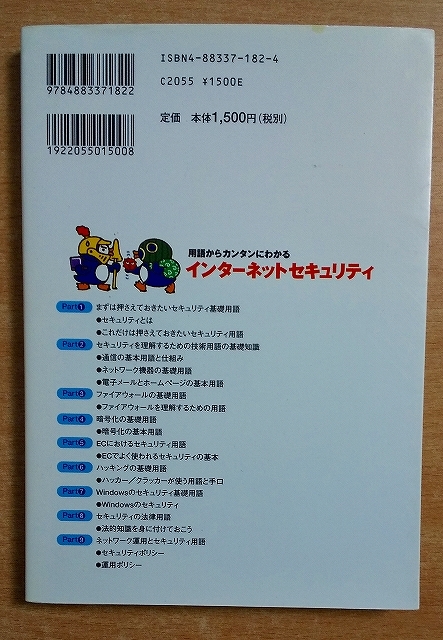 ISBN4-88337-182-4
9784883371822
C2055 ¥1500E
定価 本体1,500円(税別)
1922055015008
用語からカンタンにわかる
インターネットセキュリティ
Part1 まずは押さえておきたいセキュリティ基礎用語
●セキュリティとは
●これだけは押さえておきたいセキュリティ用語
Part2 セキュリティを理解するための技術用語の基礎知識
●通信の基本用語と仕組み
●ネットワーク機器の基礎用語
●電子メールとホームページの基本用語
Part3 ファイアウォールの基礎用語
●ファイアウォールを理解するための用語
Part4 暗号化の基礎用語
●暗号化の基本用語
Part5 ECにおけるセキュリティ用語
●ECでよく使われるセキュリティの基本
Part6 ハッキングの基礎用語
●ハッカー/クラッカーが使う用語と手口
Part7 Windowsのセキュリティ基礎用語
●Windowsのセキュリティ
Part8 セキュリティの法律用語
●法的知識を身に付けておこう
Part9 ネットワーク運用とセキュリティ用語
●セキュリティポリシー
●運用ポリシー